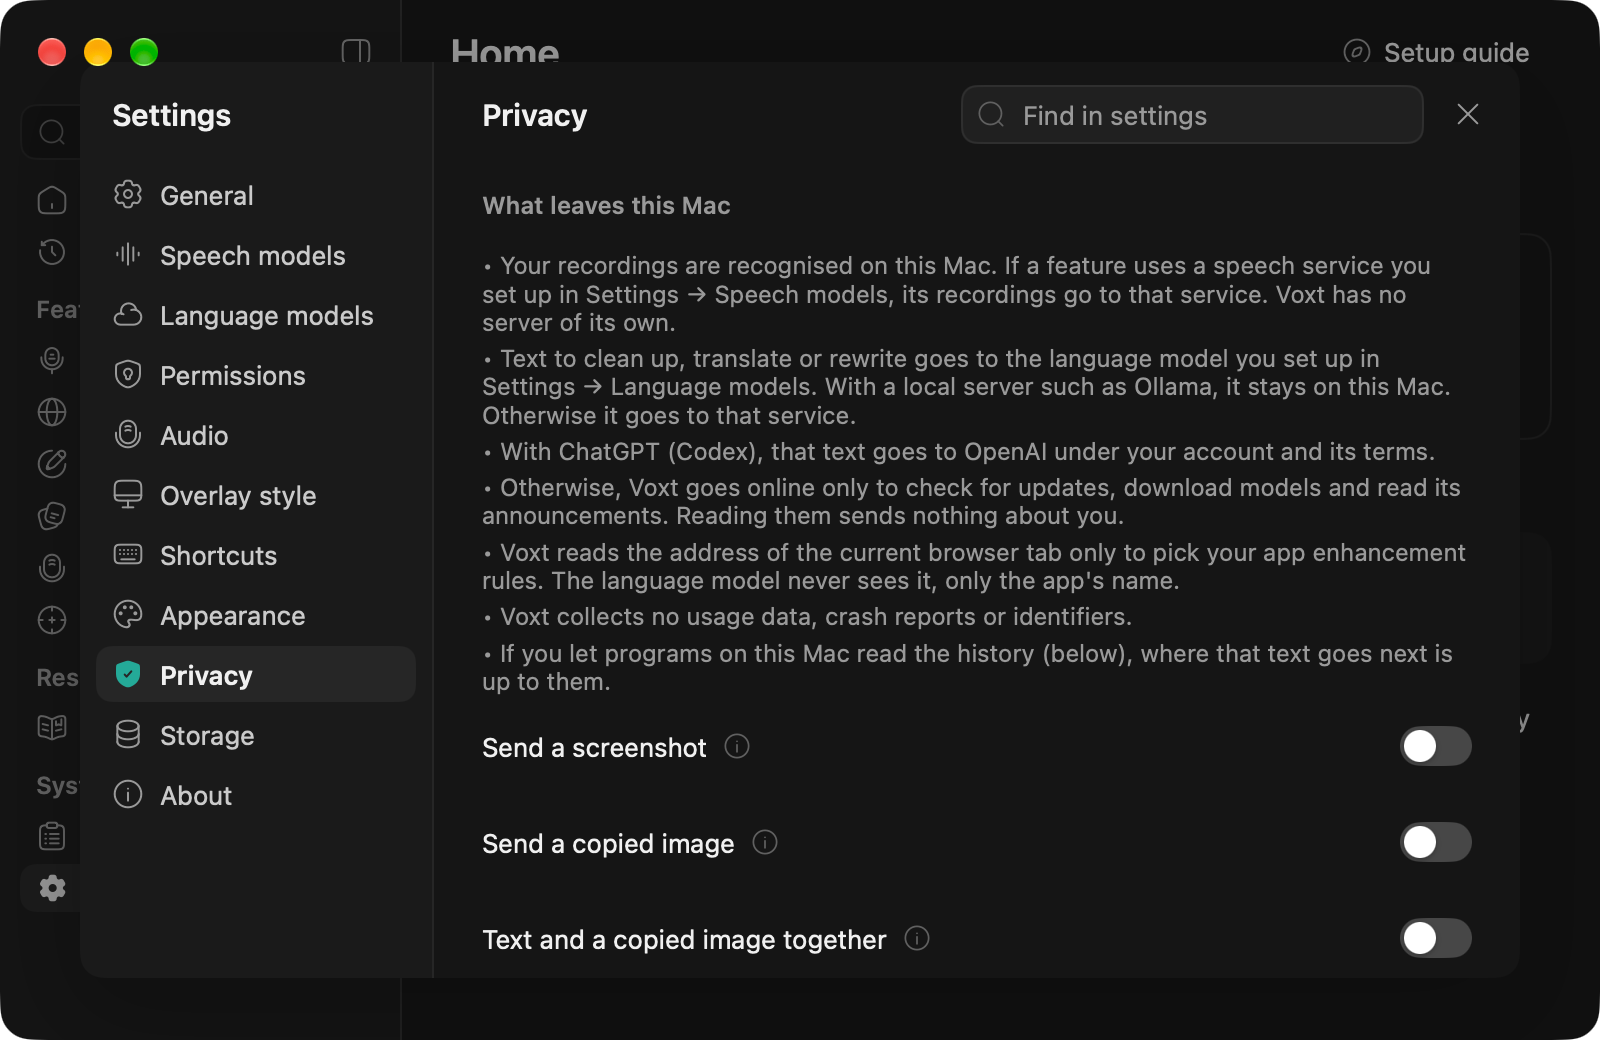 Home
Setup guide
Settings
Privacy
Find in settings
General
Speech models
Language models
Permissions
Audio
Overlay style
Shortcuts
Appearance
Privacy
Storage
About
What leaves this Mac
• Your recordings are recognised on this Mac. If a feature uses a speech service you
set up in Settings → Speech models, its recordings go to that service. Voxt has no
server of its own.
• Text to clean up, translate or rewrite goes to the language model you set up in
Settings → Language models. With a local server such as Ollama, it stays on this Mac.
Otherwise it goes to that service.
• With ChatGPT (Codex), that text goes to OpenAI under your account and its terms.
• Otherwise, Voxt goes online only to check for updates, download models and read its
announcements. Reading them sends nothing about you.
• Voxt reads the address of the current browser tab only to pick your app enhancement
rules. The language model never sees it, only the app's name.
• Voxt collects no usage data, crash reports or identifiers.
• If you let programs on this Mac read the history (below), where that text goes next is
up to them.
Send a screenshot
Send a copied image
Text and a copied image together